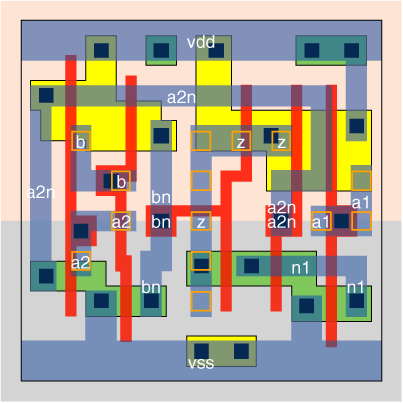 vdd
a2n
b z z
b
a2n bn a2n a1
bn a2 z a2n a1
a2 n1
bn n1
vss